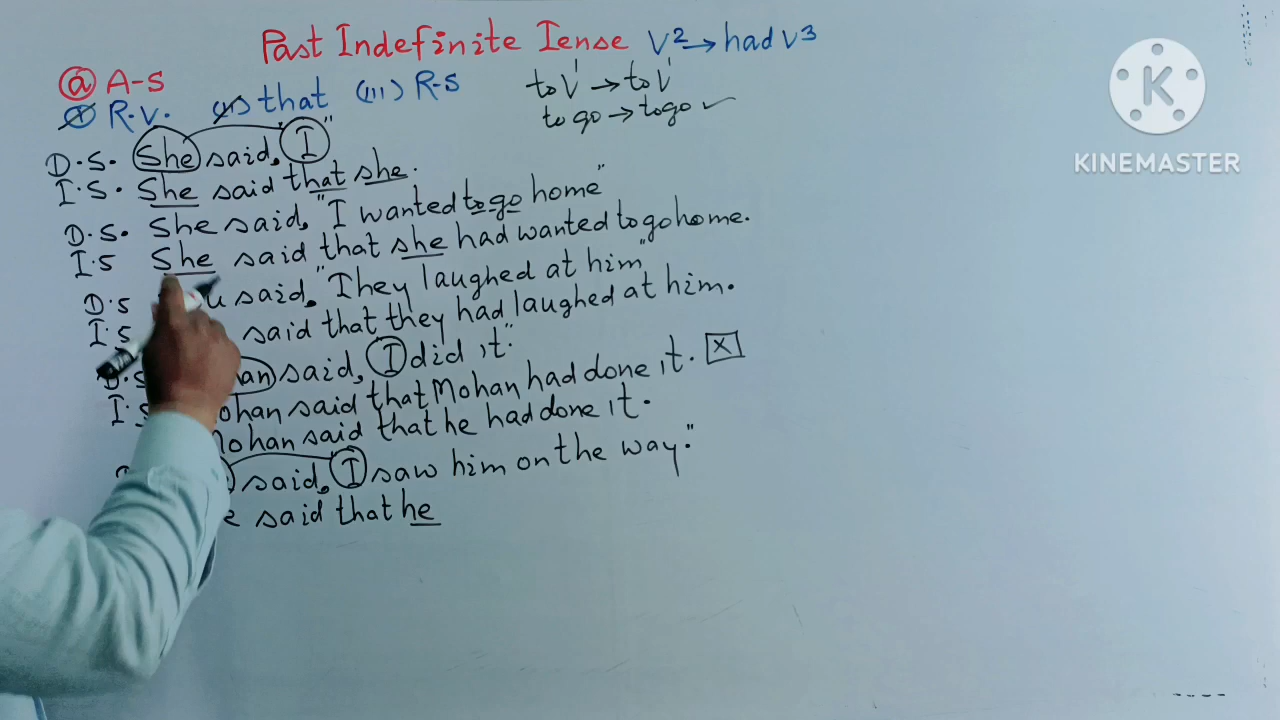 Past Indefinite Tense V² → had V³
ⓐ A-S
R.V. (ii) that (iii) R-S
to V¹ → to V¹
to go → to go ✓
D.S. She said, "I"
I.S. She said that she.
D.S. She said, "I wanted to go home"
I.S She said that she had wanted to go home.
D.S said, "They laughed at him"
I.S said that they had laughed at him.
said, I did it."
I. said that Mohan had done it. [X]
said that he had done it.
said, I saw him on the way."
said that he
K
KINEMASTER